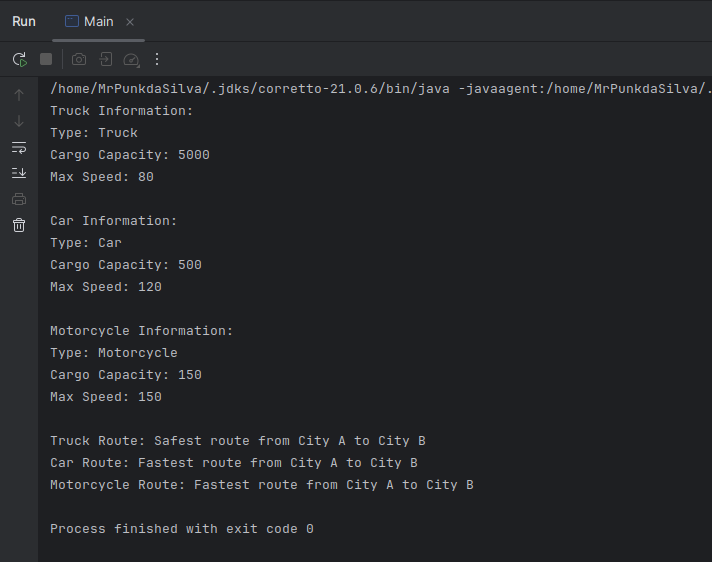 Run Main
/home/MrPunkdaSilva/.jdks/corretto-21.0.6/bin/java -javaagent:/home/MrPunkdaSilva/.
Truck Information:
Type: Truck
Cargo Capacity: 5000
Max Speed: 80
Car Information:
Type: Car
Cargo Capacity: 500
Max Speed: 120
Motorcycle Information:
Type: Motorcycle
Cargo Capacity: 150
Max Speed: 150
Truck Route: Safest route from City A to City B
Car Route: Fastest route from City A to City B
Motorcycle Route: Fastest route from City A to City B
Process finished with exit code 0